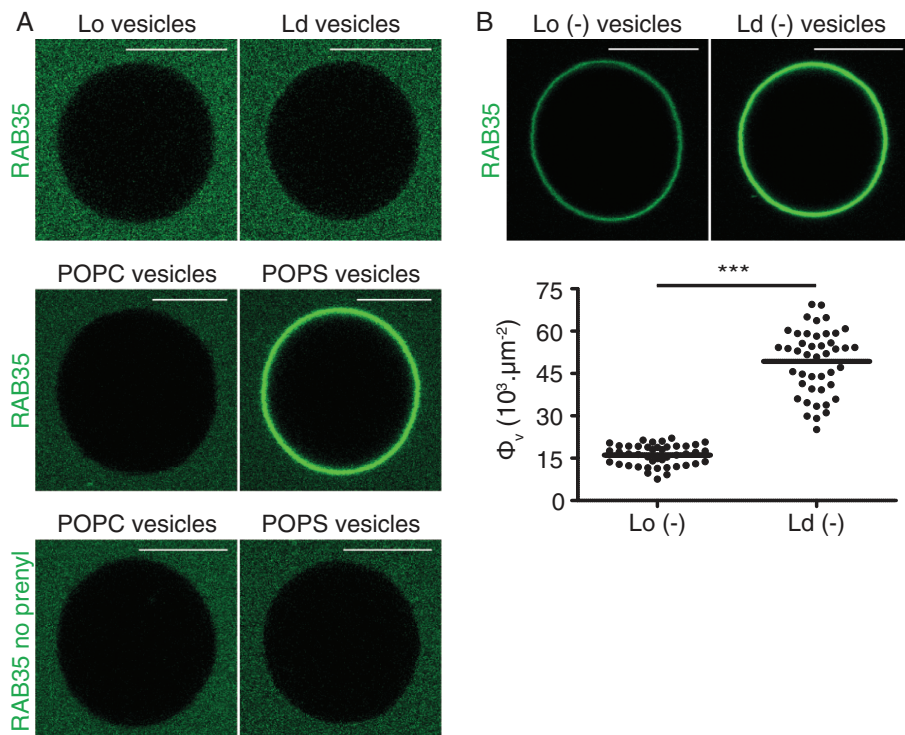 A
Lo vesicles Ld vesicles
RAB35
POPC vesicles POPS vesicles
RAB35
POPC vesicles POPS vesicles
RAB35 no prenyl
B
Lo (-) vesicles Ld (-) vesicles
RAB35
***
Φᵥ (10³.µm⁻²)
75
60
45
30
15
0
Lo (-) Ld (-)